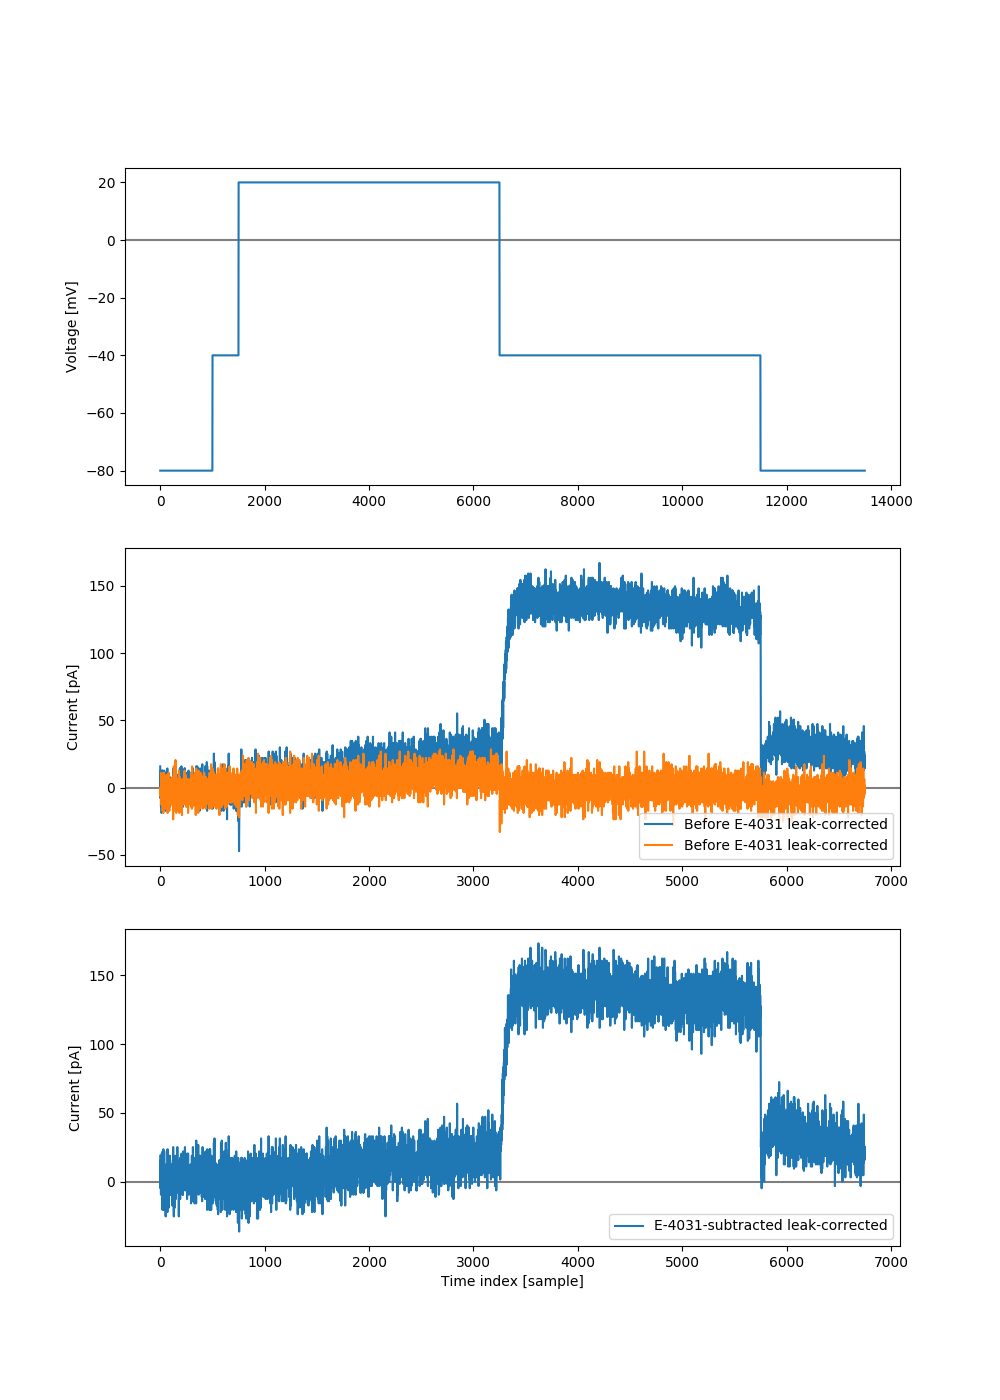 20
0
−20
−40
−60
−80
Voltage [mV]
0 2000 4000 6000 8000 10000 12000 14000
150
100
50
0
−50
Current [pA]
Before E-4031 leak-corrected
Before E-4031 leak-corrected
0 1000 2000 3000 4000 5000 6000 7000
150
100
50
0
Current [pA]
E-4031-subtracted leak-corrected
0 1000 2000 3000 4000 5000 6000 7000
Time index [sample]